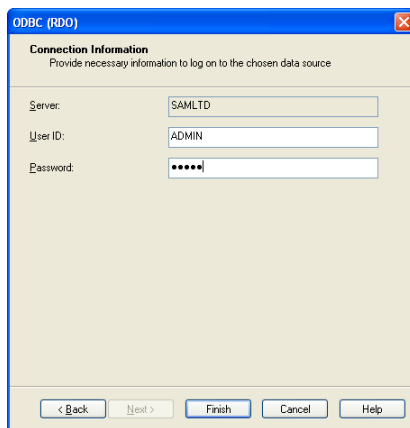 ODBC (RDO)
Connection Information
Provide necessary information to log on to the chosen data source
Server: SAMLTD
User ID: ADMIN
Password: •••••
< Back Next > Finish Cancel Help